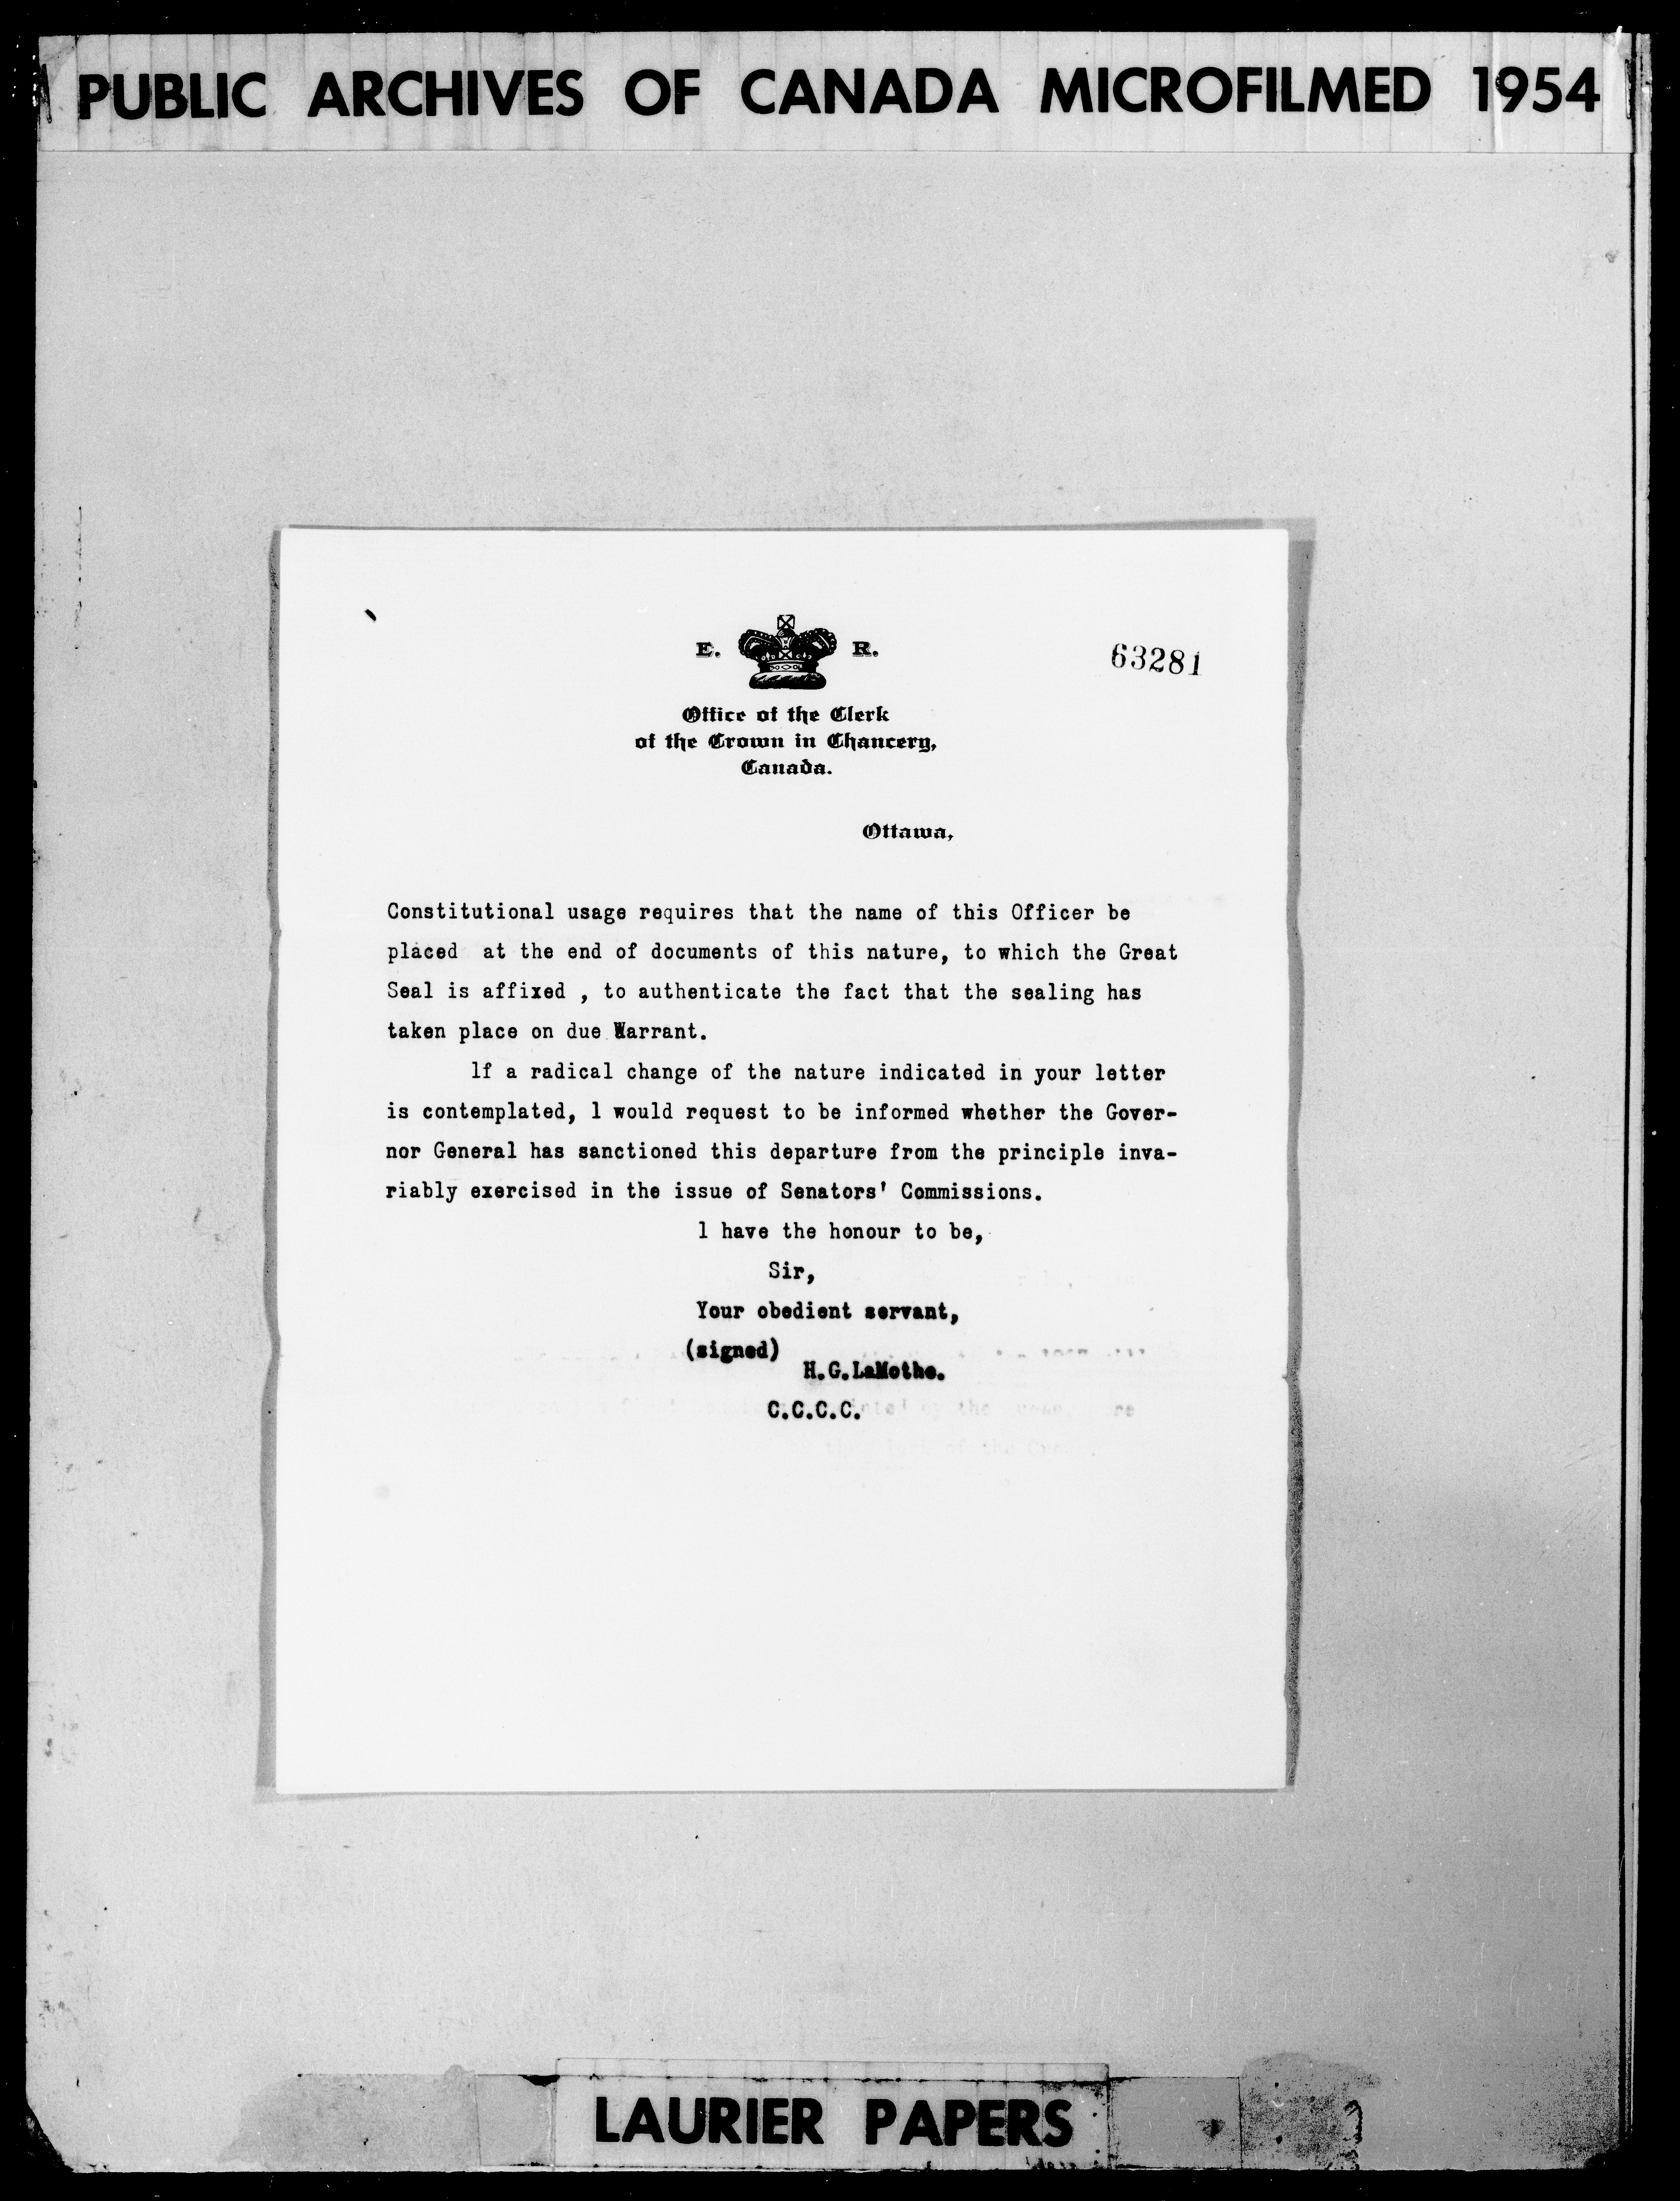 PUBLIC ARCHIVES OF CANADA MICROFILMED 1954
E. R.
63281
Office of the Clerk
of the Crown in Chancery,
Canada.
Ottawa,
Constitutional usage requires that the name of this Officer be
placed at the end of documents of this nature, to which the Great
Seal is affixed , to authenticate the fact that the sealing has
taken place on due Warrant.
lf a radical change of the nature indicated in your letter
is contemplated, l would request to be informed whether the Gover-
nor General has sanctioned this departure from the principle inva-
riably exercised in the issue of Senators' Commissions.
l have the honour to be,
Sir,
Your obedient servant,
(signed)
H.G.LaMothe.
C.C.C.C.
LAURIER PAPERS